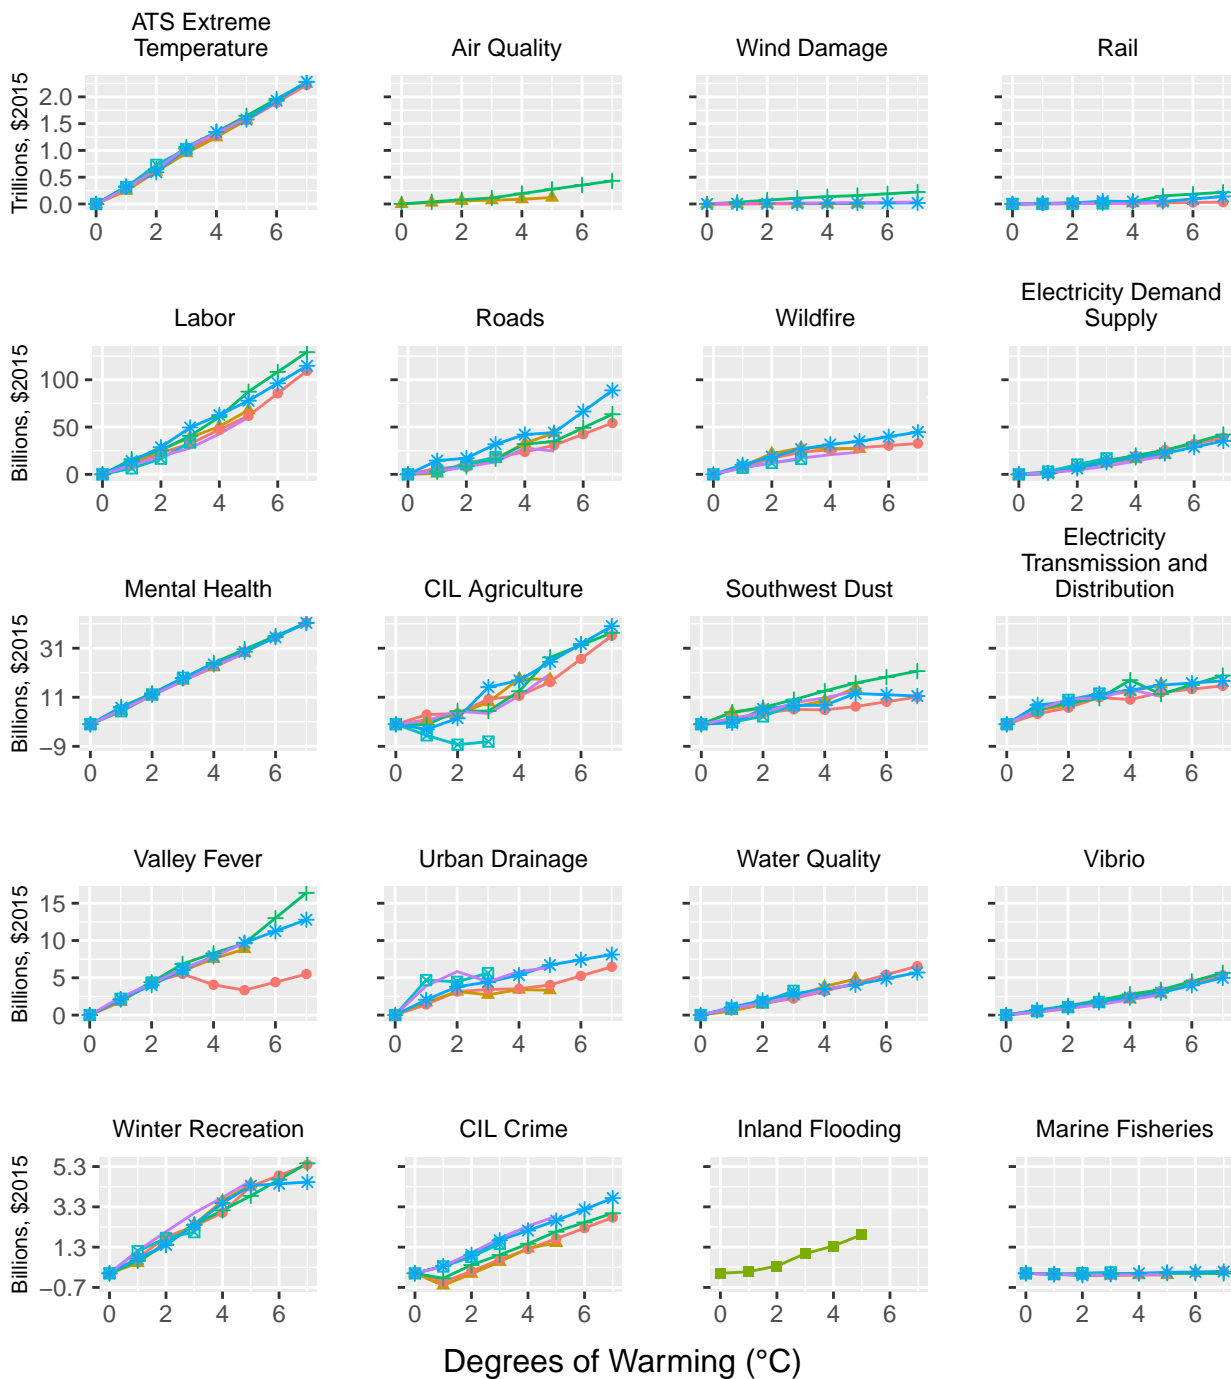 ATS Extreme
Temperature
Air Quality
Wind Damage
Rail
Trillions, $2015
2.0
1.5
1.0
0.5
0.0
0 2 4 6
0 2 4 6
0 2 4 6
0 2 4 6
Labor
Roads
Wildfire
Electricity Demand
Supply
Billions, $2015
100
50
0
0 2 4 6
0 2 4 6
0 2 4 6
0 2 4 6
Mental Health
CIL Agriculture
Southwest Dust
Electricity
Transmission and
Distribution
Billions, $2015
31
11
−9
0 2 4 6
0 2 4 6
0 2 4 6
0 2 4 6
Valley Fever
Urban Drainage
Water Quality
Vibrio
Billions, $2015
15
10
5
0
0 2 4 6
0 2 4 6
0 2 4 6
0 2 4 6
Winter Recreation
CIL Crime
Inland Flooding
Marine Fisheries
Billions, $2015
5.3
3.3
1.3
−0.7
0 2 4 6
0 2 4 6
0 2 4 6
0 2 4 6
Degrees of Warming (°C)